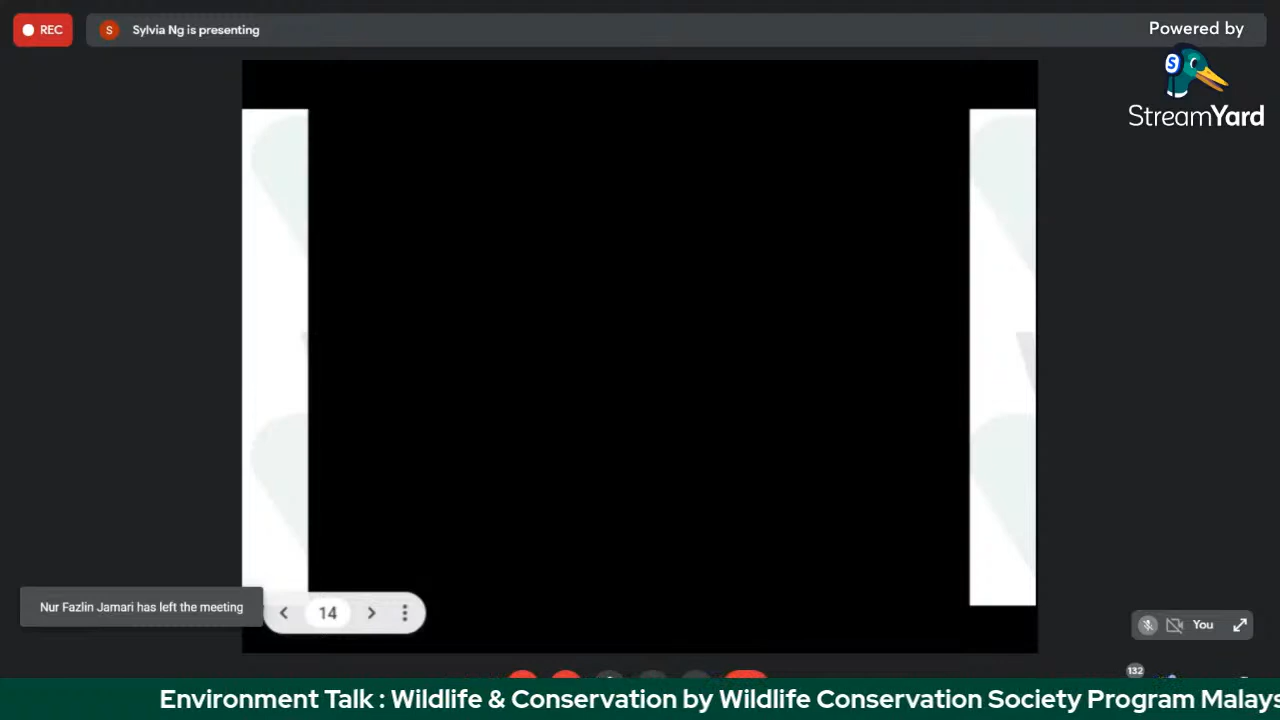 REC
Sylvia Ng is presenting
Powered by
S
StreamYard
Nur Fazlin Jamari has left the meeting
14
You
132
Environment Talk : Wildlife & Conservation by Wildlife Conservation Society Program Malays